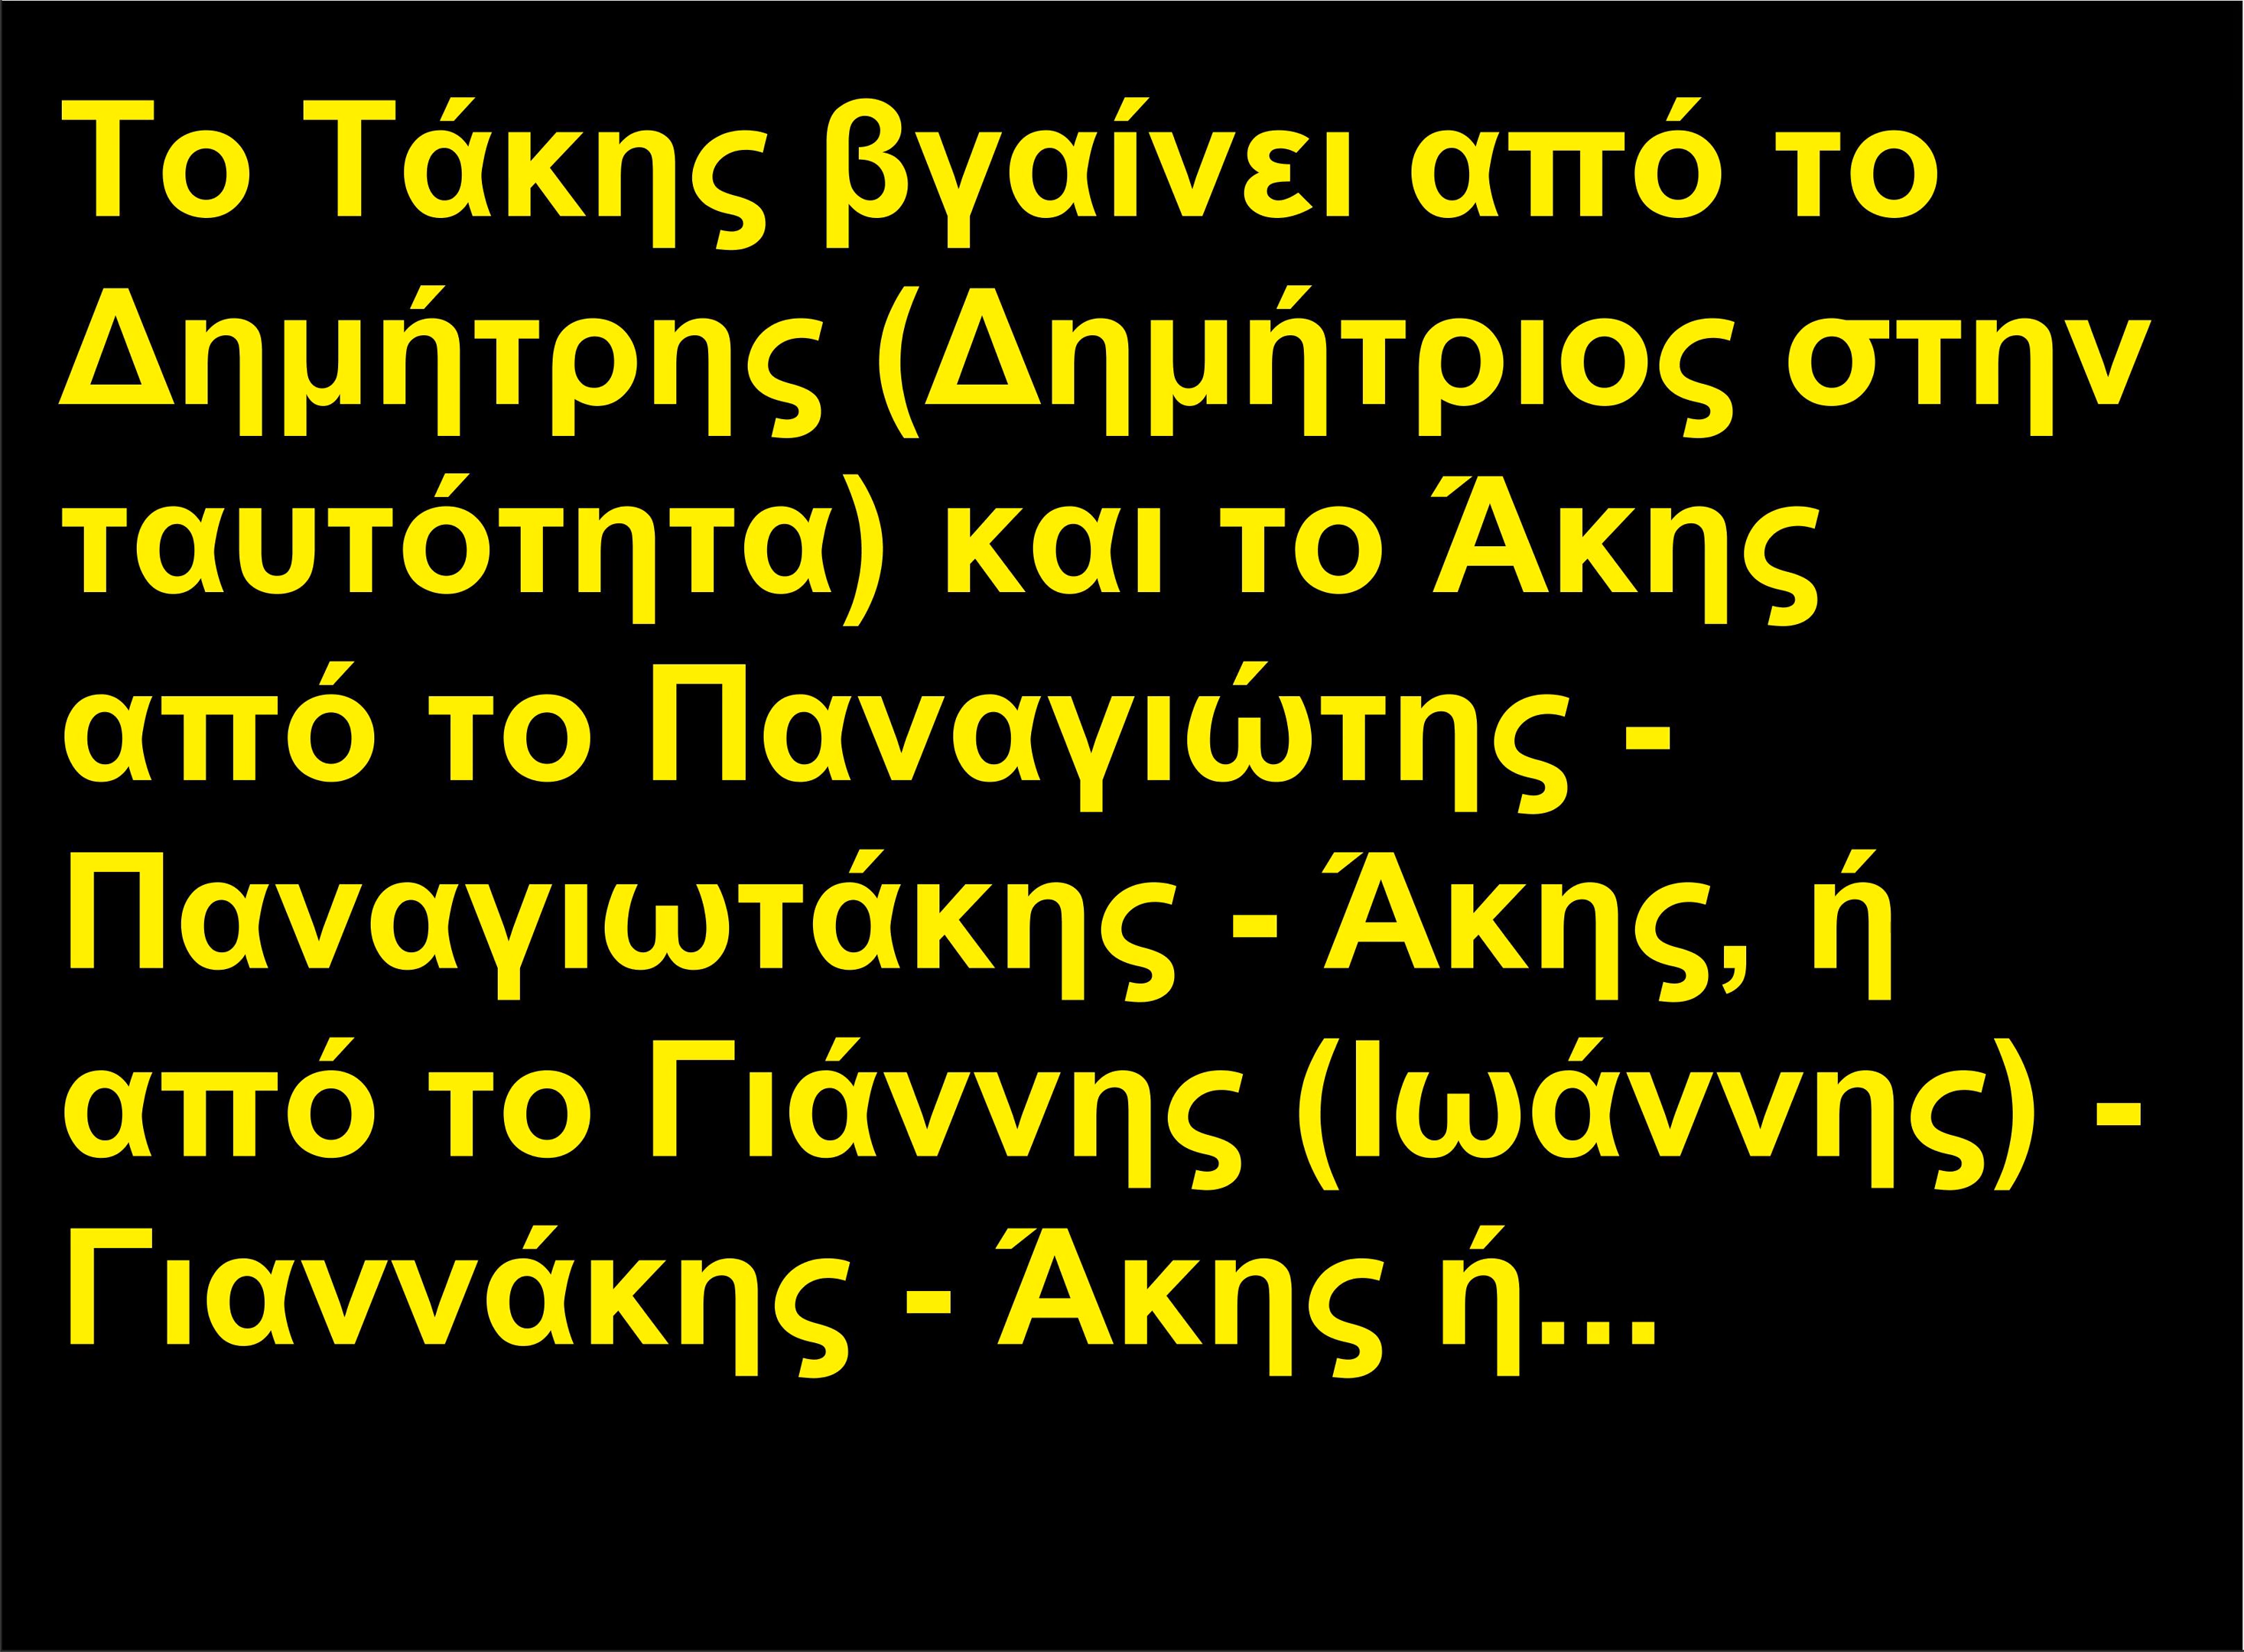 Το Τάκης βγαίνει από το
Δημήτρης (Δημήτριος στην
ταυτότητα) και το Άκης
από το Παναγιώτης -
Παναγιωτάκης - Άκης, ή
από το Γιάννης (Ιωάννης) -
Γιαννάκης - Άκης ή...